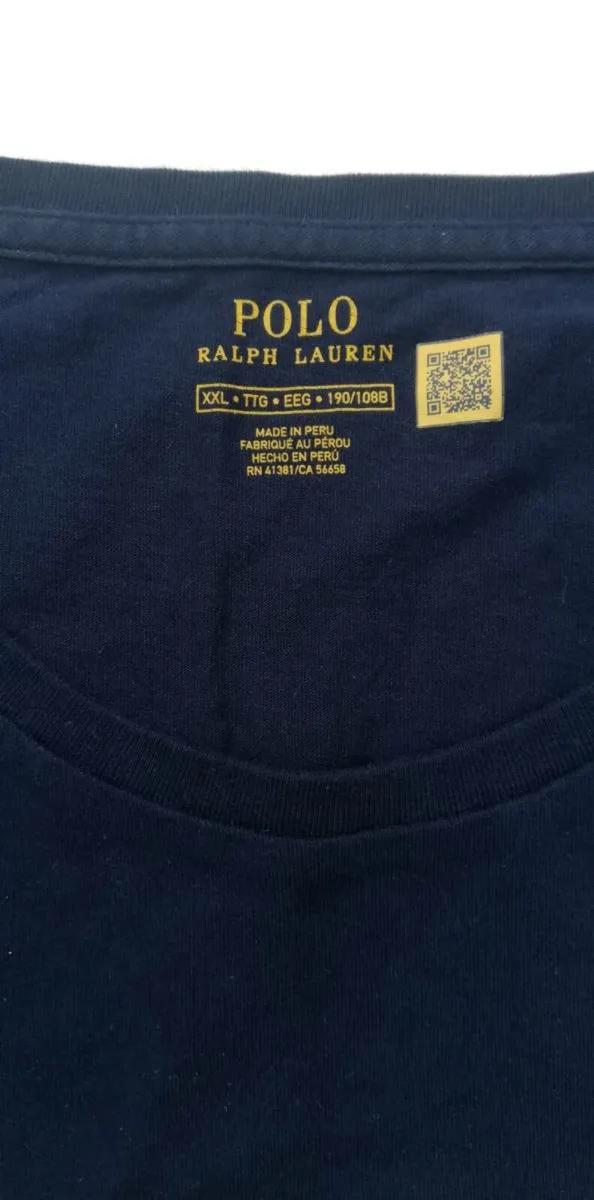 POLO
RALPH LAUREN
XXL • TTG • EEG • 190/108B
MADE IN PERU
FABRIQUÉ AU PÉROU
HECHO EN PERÚ
RN 41381/CA 56658